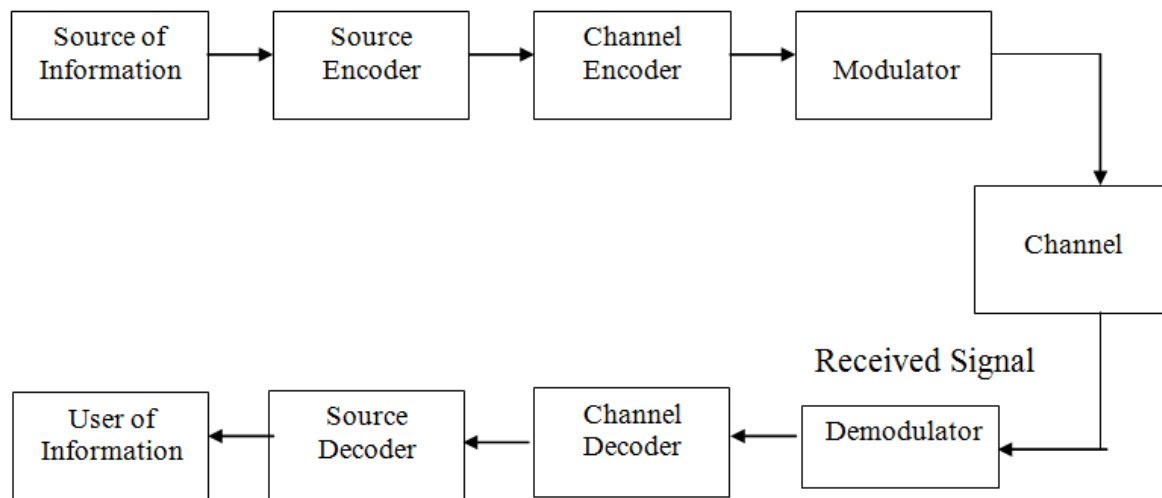 Source of
Information
Source
Encoder
Channel
Encoder
Modulator
Channel
Received Signal
User of
Information
Source
Decoder
Channel
Decoder
Demodulator